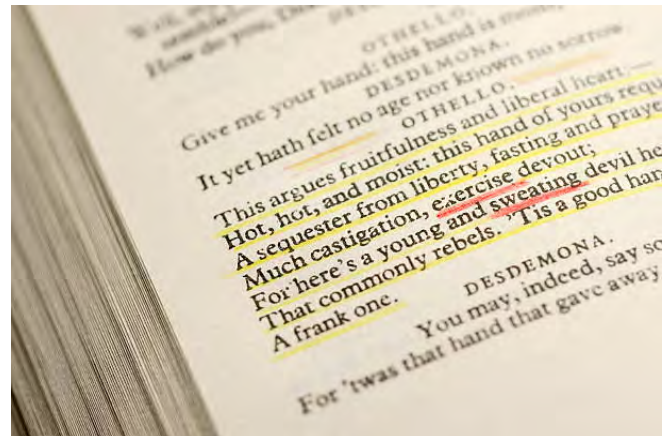 Will,
How do you, D
OTHELLO.
Give me your hand: this hand is moist,
DESDEMONA.
It yet hath felt no age nor known no sorrow.
OTHELLO.
This argues fruitfulness and liberal heart:—
Hot, hot, and moist: this hand of yours requ
A sequester from liberty, fasting and praye
Much castigation, exercise devout;
For here's a young and sweating devil he
That commonly rebels. 'Tis a good han
A frank one.
DESDEMONA.
You may, indeed, say so
For 'twas that hand that gave away